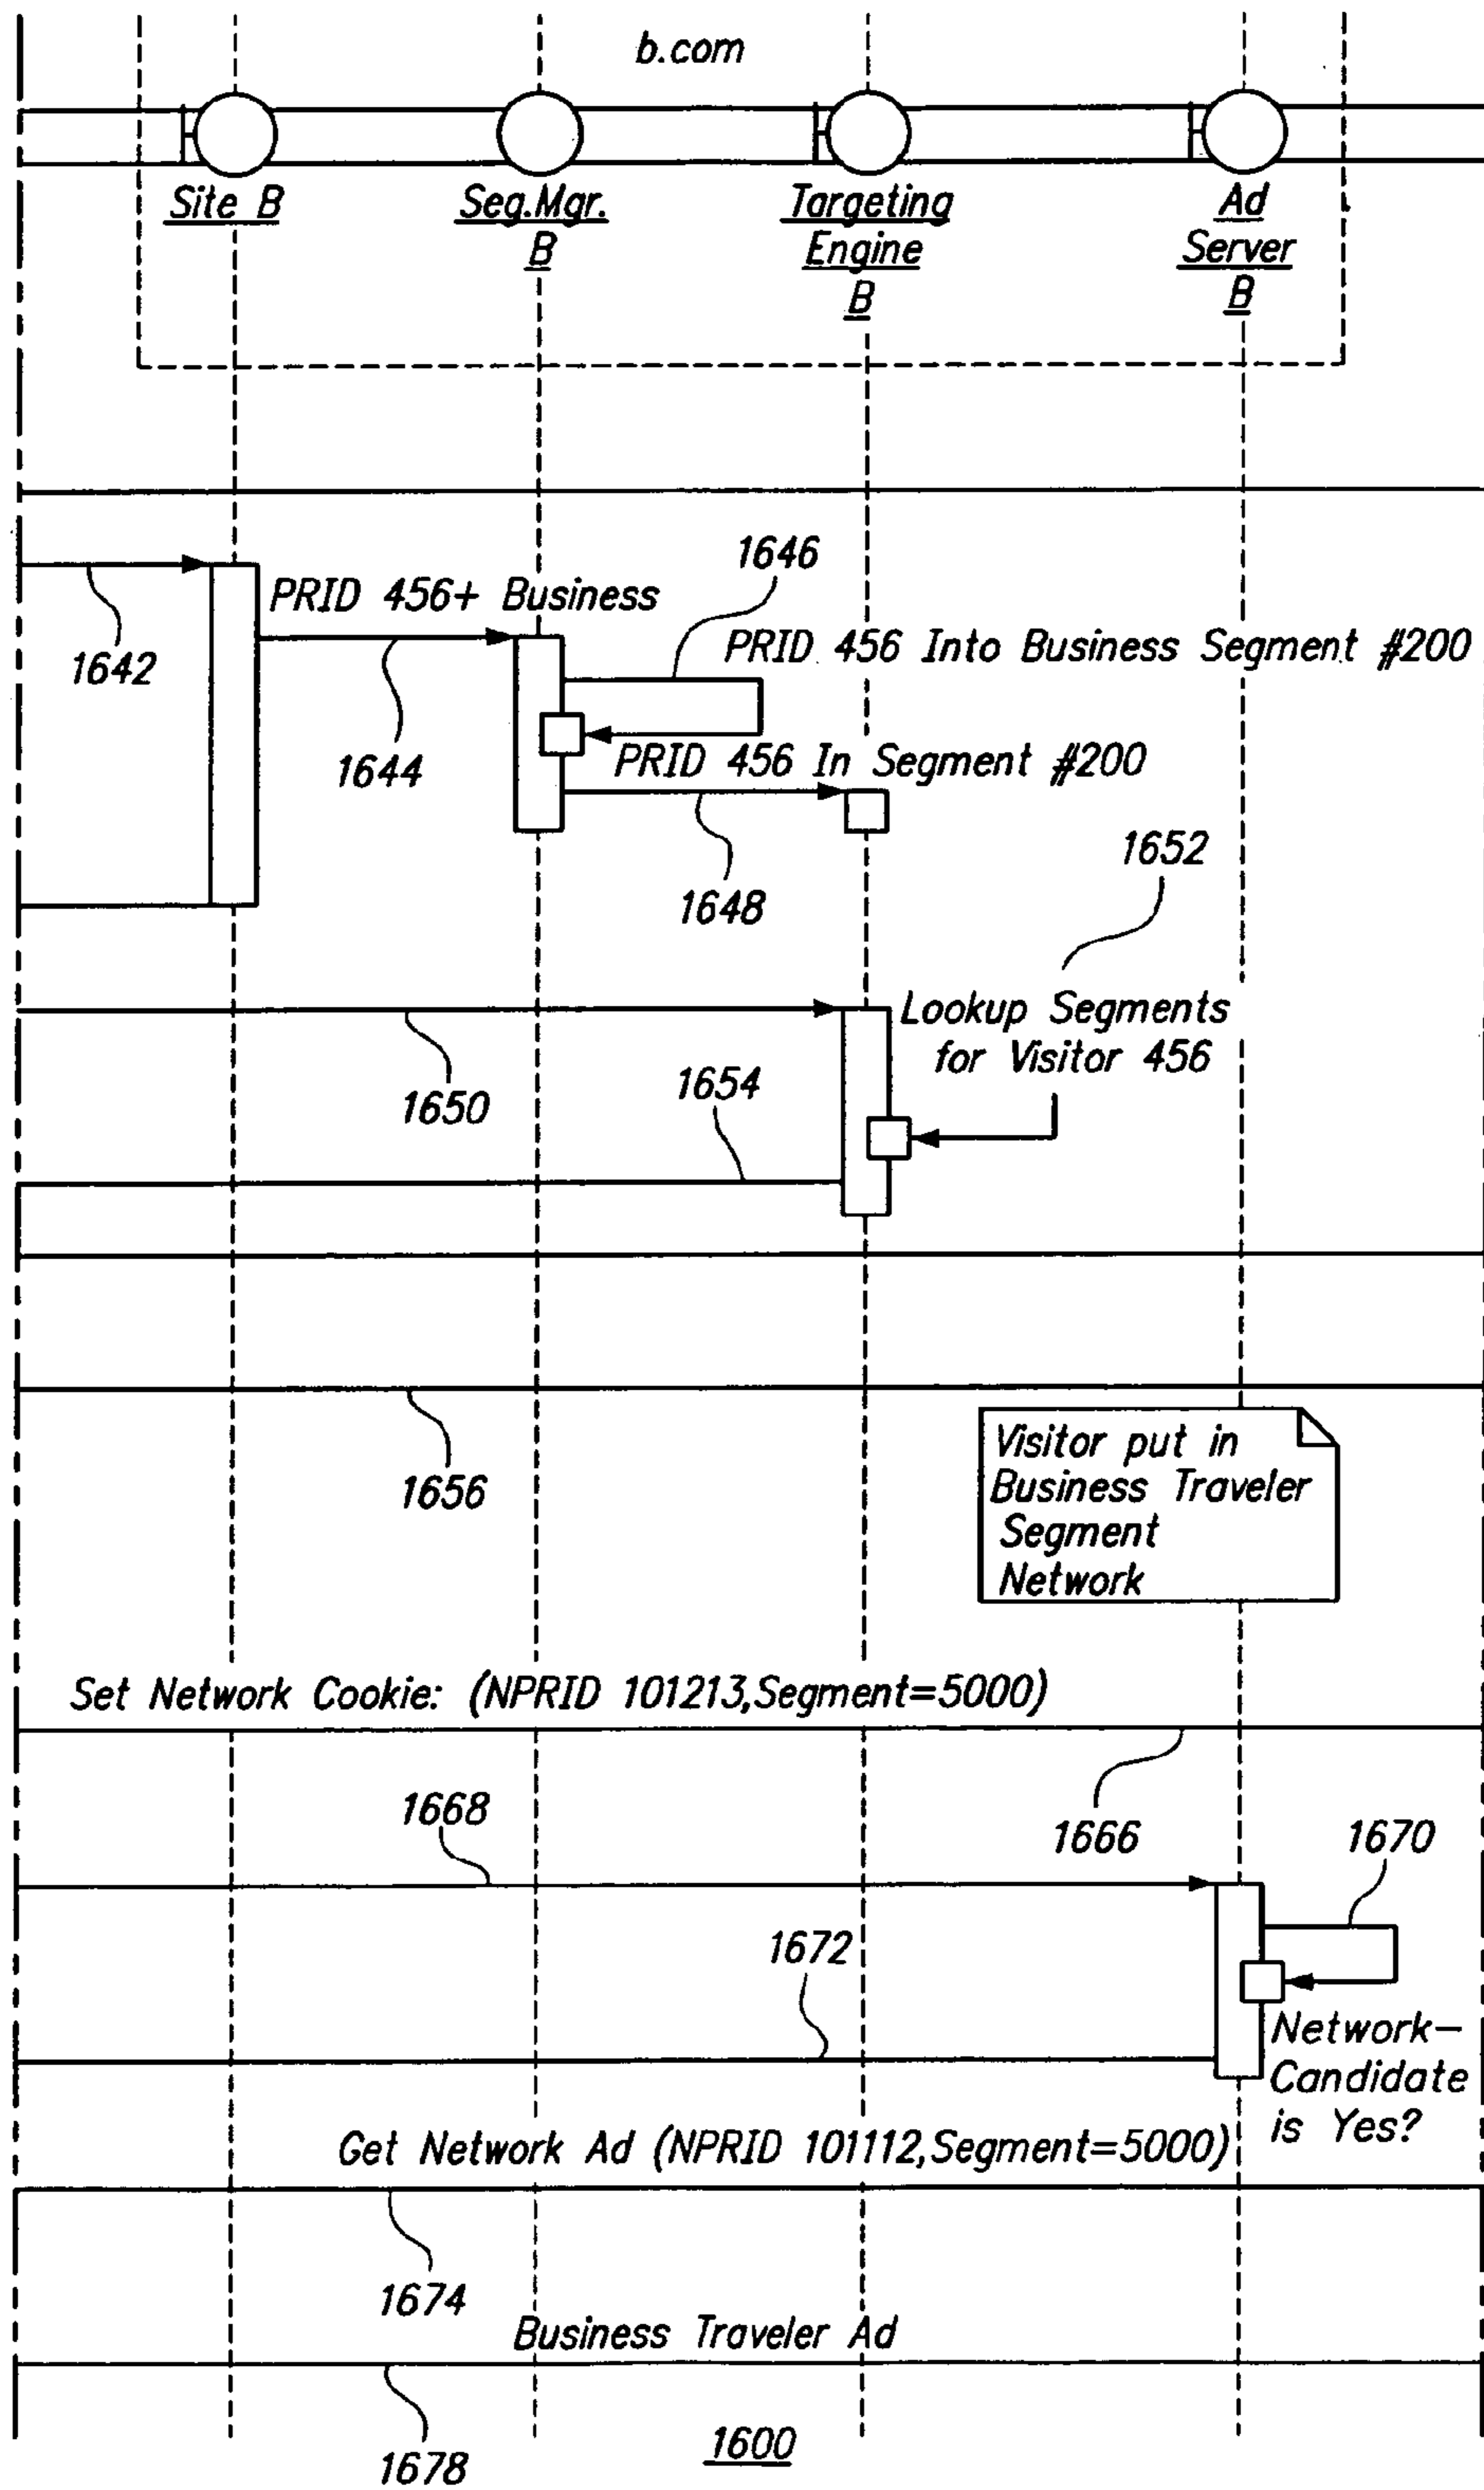 b.com
Site B
Seg.Mgr.
B
Targeting
Engine
B
Ad
Server
B
1646
PRID 456+ Business
1642
PRID 456 Into Business Segment #200
1644
PRID 456 In Segment #200
1652
1648
Lookup Segments
for Visitor 456
1654
1650
Visitor put in
Business Traveler
Segment
Network
1656
Set Network Cookie: (NPRID 101213,Segment=5000)
1668
1666
1670
1672
Network-
Candidate
is Yes?
Get Network Ad (NPRID 101112,Segment=5000)
1674
Business Traveler Ad
1600
1678